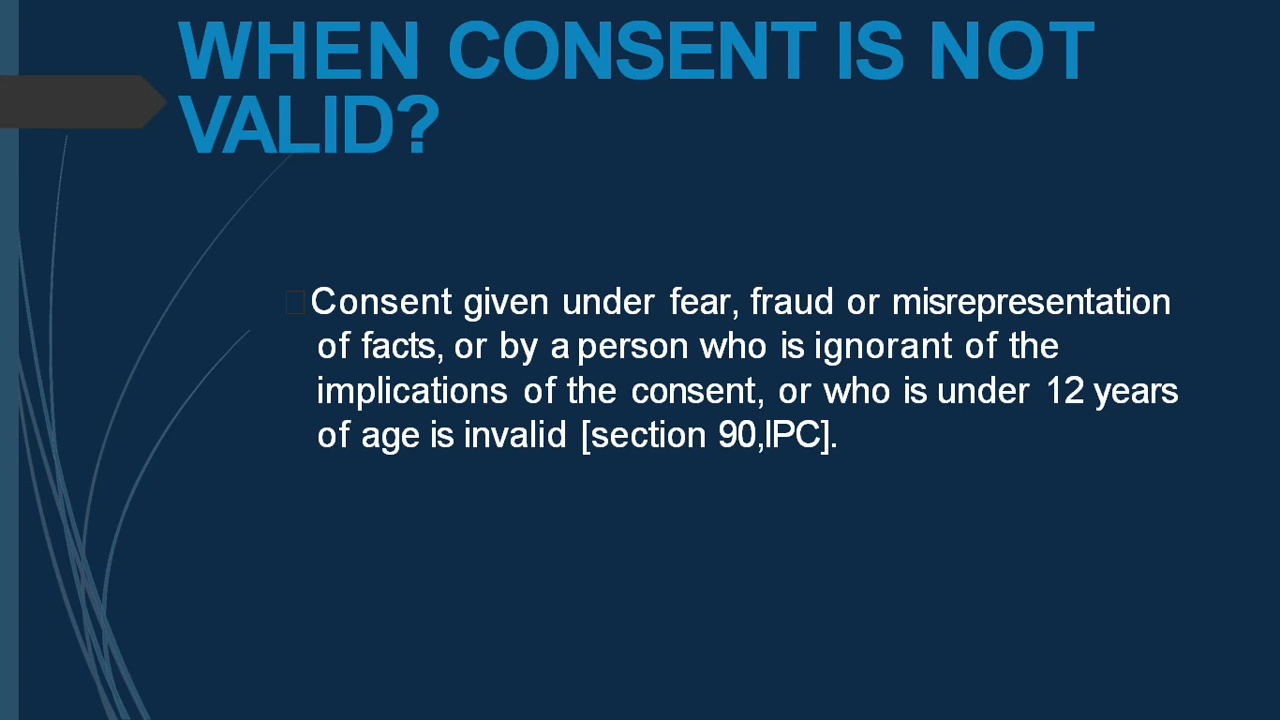 WHEN CONSENT IS NOT
VALID?
Consent given under fear, fraud or misrepresentation
of facts, or by a person who is ignorant of the
implications of the consent, or who is under 12 years
of age is invalid [section 90,IPC].